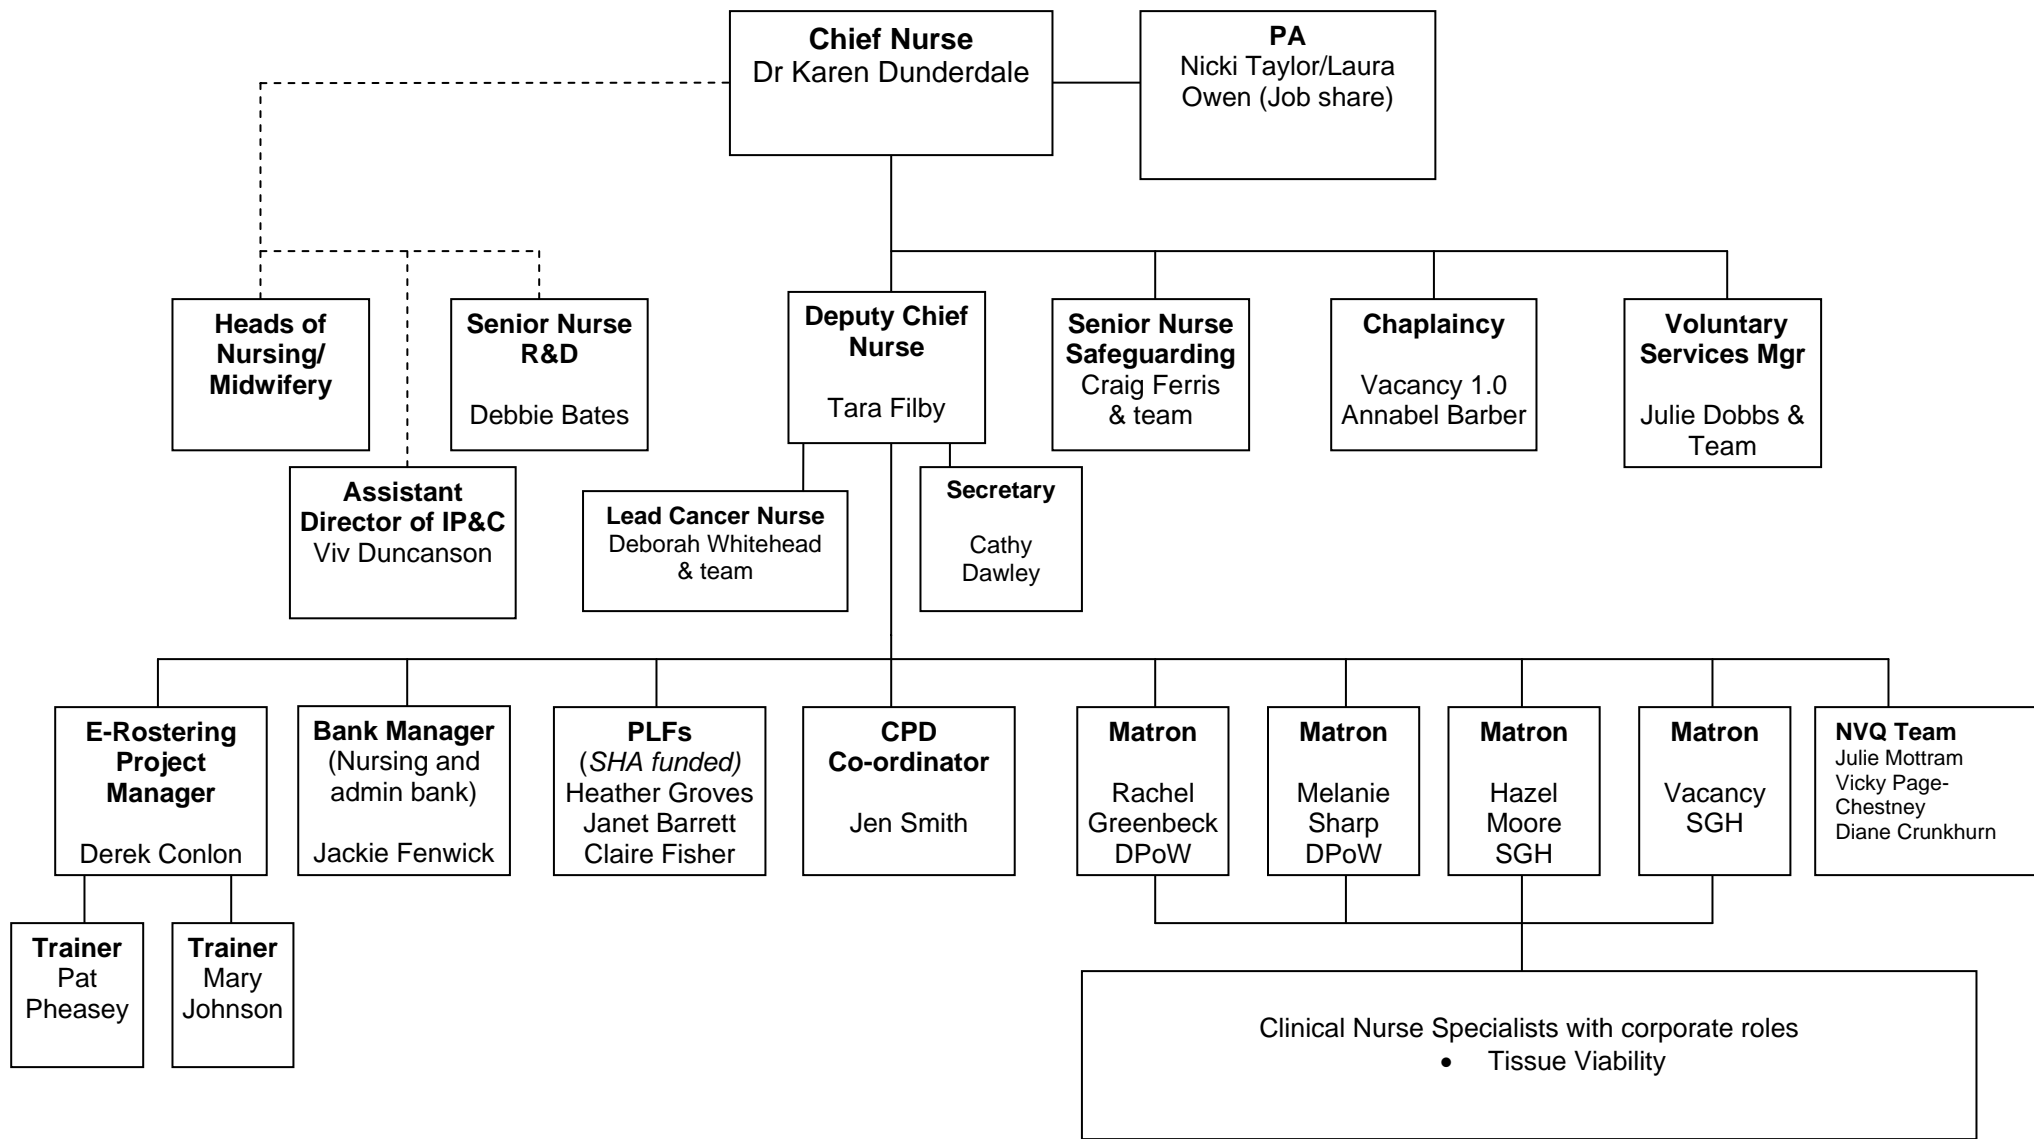 Chief Nurse
Dr Karen Dunderdale
PA
Nicki Taylor/Laura
Owen (Job share)
Heads of
Nursing/
Midwifery
Senior Nurse
R&D
Debbie Bates
Deputy Chief
Nurse
Tara Filby
Senior Nurse
Safeguarding
Craig Ferris
& team
Chaplaincy
Vacancy 1.0
Annabel Barber
Voluntary
Services Mgr
Julie Dobbs &
Team
Assistant
Director of IP&C
Viv Duncanson
Lead Cancer Nurse
Deborah Whitehead
& team
Secretary
Cathy
Dawley
E-Rostering
Project
Manager
Derek Conlon
Bank Manager
(Nursing and
admin bank)
Jackie Fenwick
PLFs
(SHA funded)
Heather Groves
Janet Barrett
Claire Fisher
CPD
Co-ordinator
Jen Smith
Matron
Rachel
Greenbeck
DPoW
Matron
Melanie
Sharp
DPoW
Matron
Hazel
Moore
SGH
Matron
Vacancy
SGH
NVQ Team
Julie Mottram
Vicky Page-
Chestney
Diane Crunkhurn
Trainer
Pat
Pheasey
Trainer
Mary
Johnson
Clinical Nurse Specialists with corporate roles
• Tissue Viability